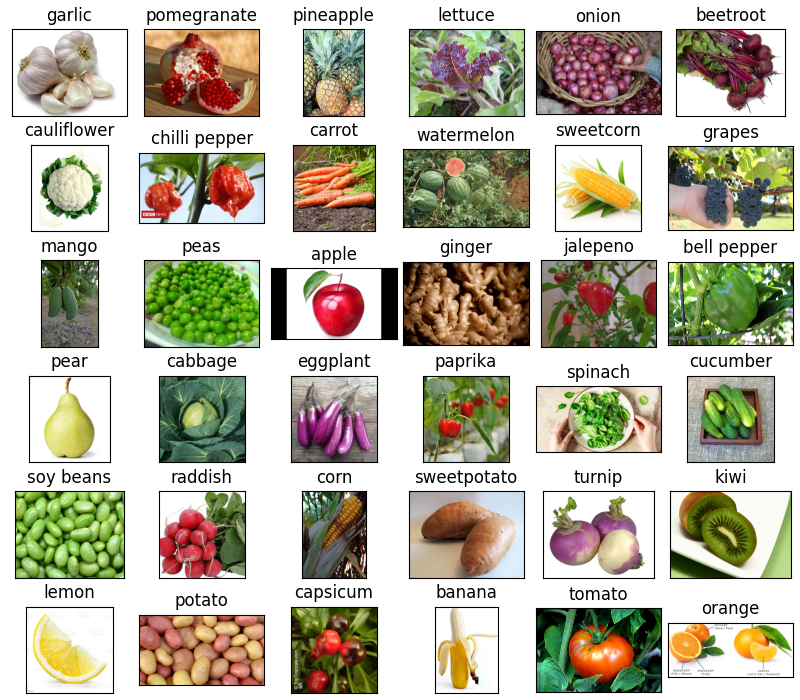 garlic
pomegranate
pineapple
lettuce
onion
beetroot
cauliflower
chilli pepper
carrot
watermelon
sweetcorn
grapes
BBC NEWS
mango
peas
apple
ginger
jalepeno
bell pepper
pear
cabbage
eggplant
paprika
spinach
cucumber
soy beans
raddish
corn
sweetpotato
turnip
kiwi
lemon
potato
capsicum
banana
tomato
orange